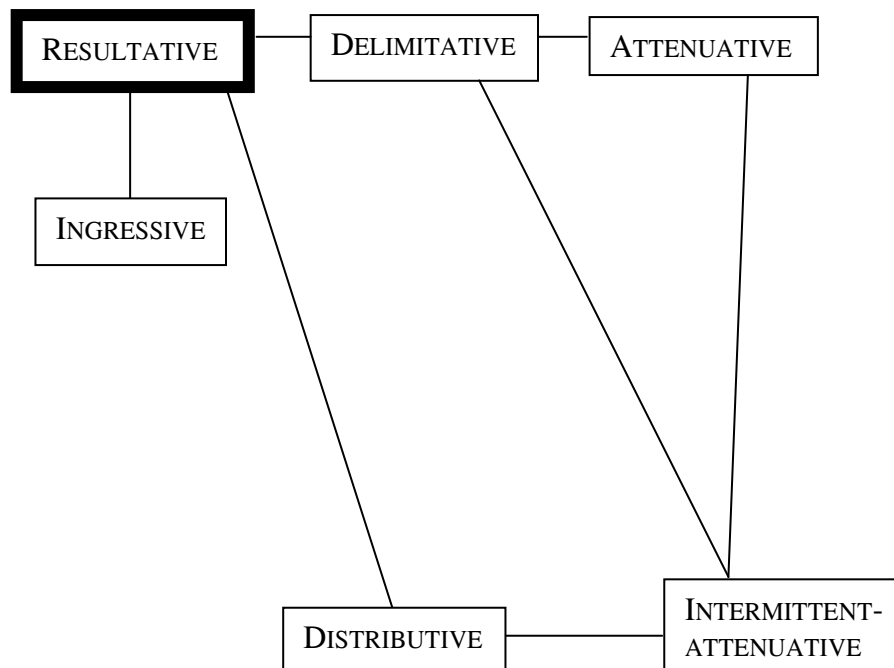 RESULTATIVE
DELIMITATIVE
ATTENUATIVE
INGRESSIVE
DISTRIBUTIVE
INTERMITTENT-
ATTENUATIVE